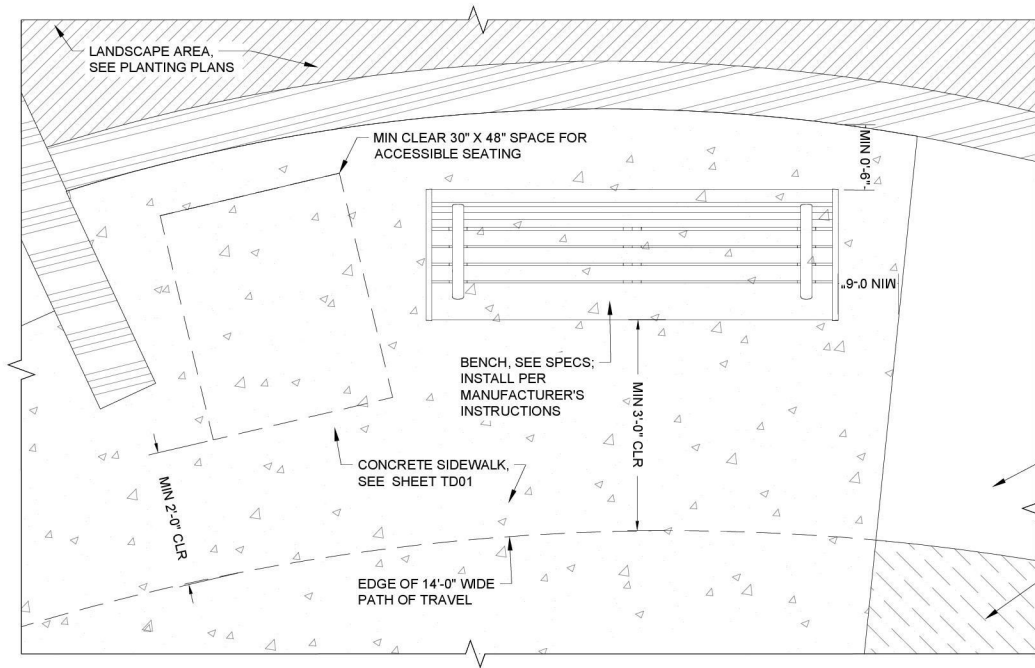 LANDSCAPE AREA,
SEE PLANTING PLANS
MIN CLEAR 30" X 48" SPACE FOR
ACCESSIBLE SEATING
MIN 0'-6"
MIN 0'-6"
BENCH, SEE SPECS;
INSTALL PER
MANUFACTURER'S
INSTRUCTIONS
MIN 3'-0" CLR
CONCRETE SIDEWALK,
SEE SHEET TD01
MIN 2'-0" CLR
EDGE OF 14'-0" WIDE
PATH OF TRAVEL